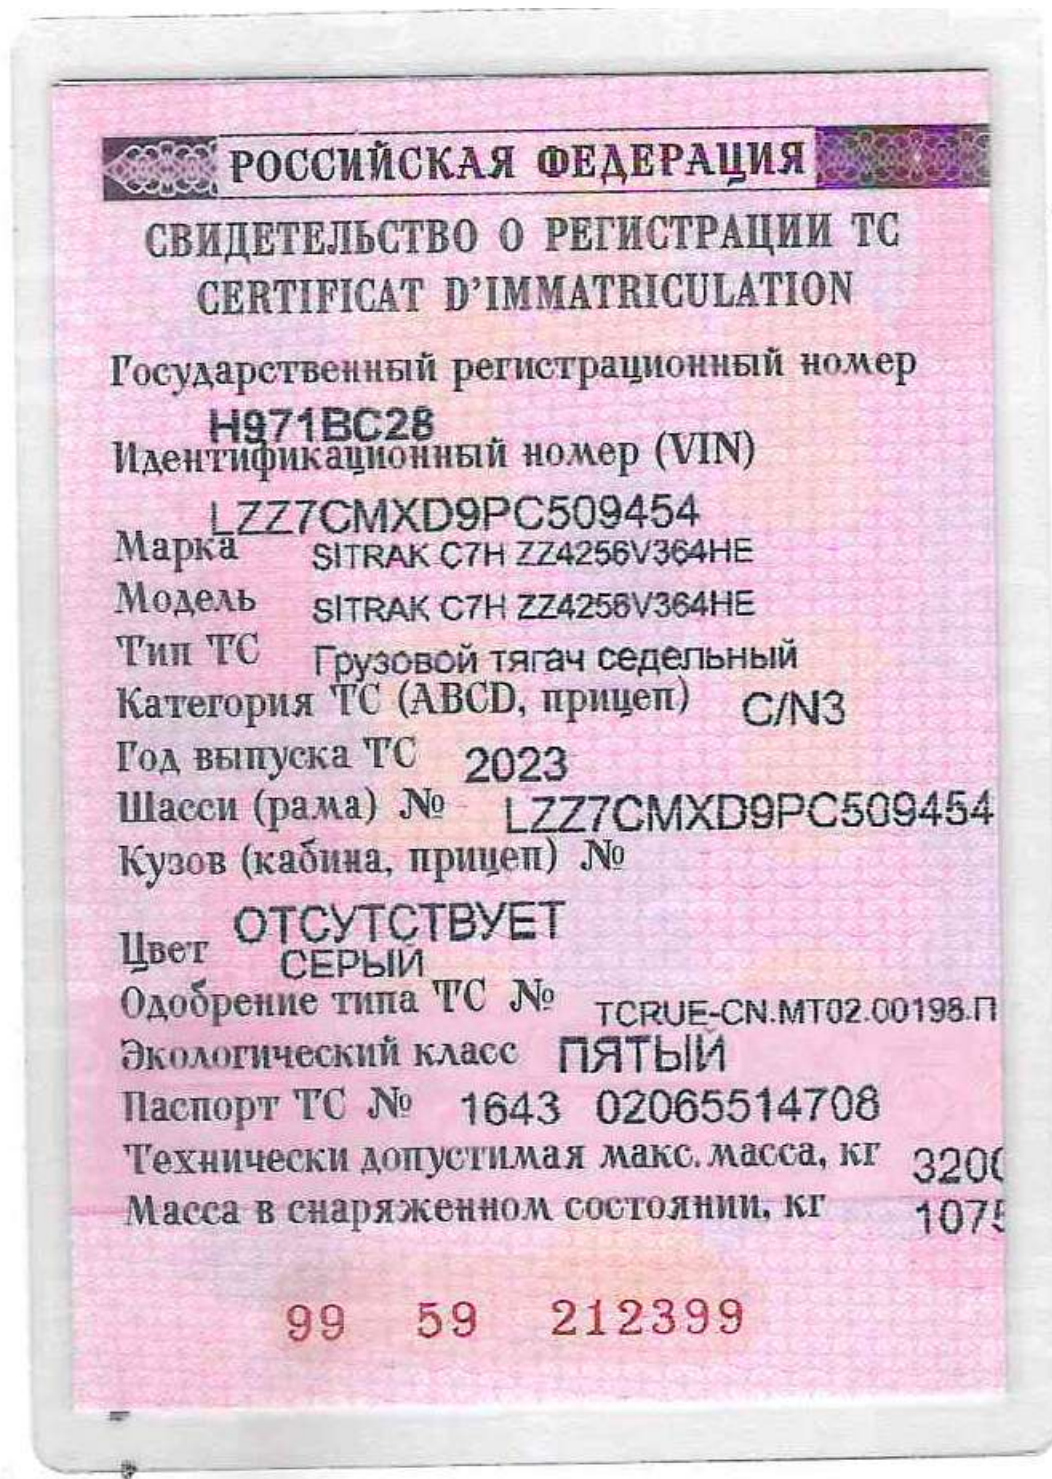 РОССИЙСКАЯ ФЕДЕРАЦИЯ
СВИДЕТЕЛЬСТВО О РЕГИСТРАЦИИ ТС
CERTIFICAT D'IMMATRICULATION
Государственный регистрационный номер
Н971ВС28
Идентификационный номер (VIN)
LZZ7CMXD9PC509454
Марка SITRAK C7H ZZ4256V364HE
Модель SITRAK C7H ZZ4256V364HE
Тип ТС Грузовой тягач седельный
Категория ТС (ABCD, прицеп) C/N3
Год выпуска ТС 2023
Шасси (рама) № LZZ7CMXD9PC509454
Кузов (кабина, прицеп) №
ОТСУТСТВУЕТ
Цвет СЕРЫЙ
Одобрение типа ТС № TCRUE-CN.MT02.00198.П
Экологический класс ПЯТЫЙ
Паспорт ТС № 1643 02065514708
Технически допустимая макс. масса, кг 320
Масса в снаряженном состоянии, кг 107
99 59 212399